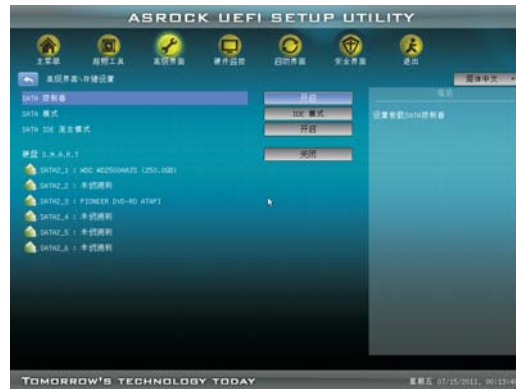 ASROCK UEFI SETUP UTILITY
主菜单 超频工具 高级界面 硬件监控 启动界面 安全界面 退出
高级界面\存储设置
简体中文
SATA 控制器 开启
描述
SATA 模式 IDE 模式
设置板载SATA控制器
SATA IDE 混合模式 开启
硬盘 S.M.A.R.T 关闭
SATA2_1 : WDC (250.0GB)
SATA2_2 : 未侦测到
SATA2_3 : PIONEER DVD-RO ATAPI
SATA2_4 : 未侦测到
SATA2_5 : 未侦测到
SATA2_6 : 未侦测到
TOMORROW'S TECHNOLOGY TODAY
星期五 07/15/2011,